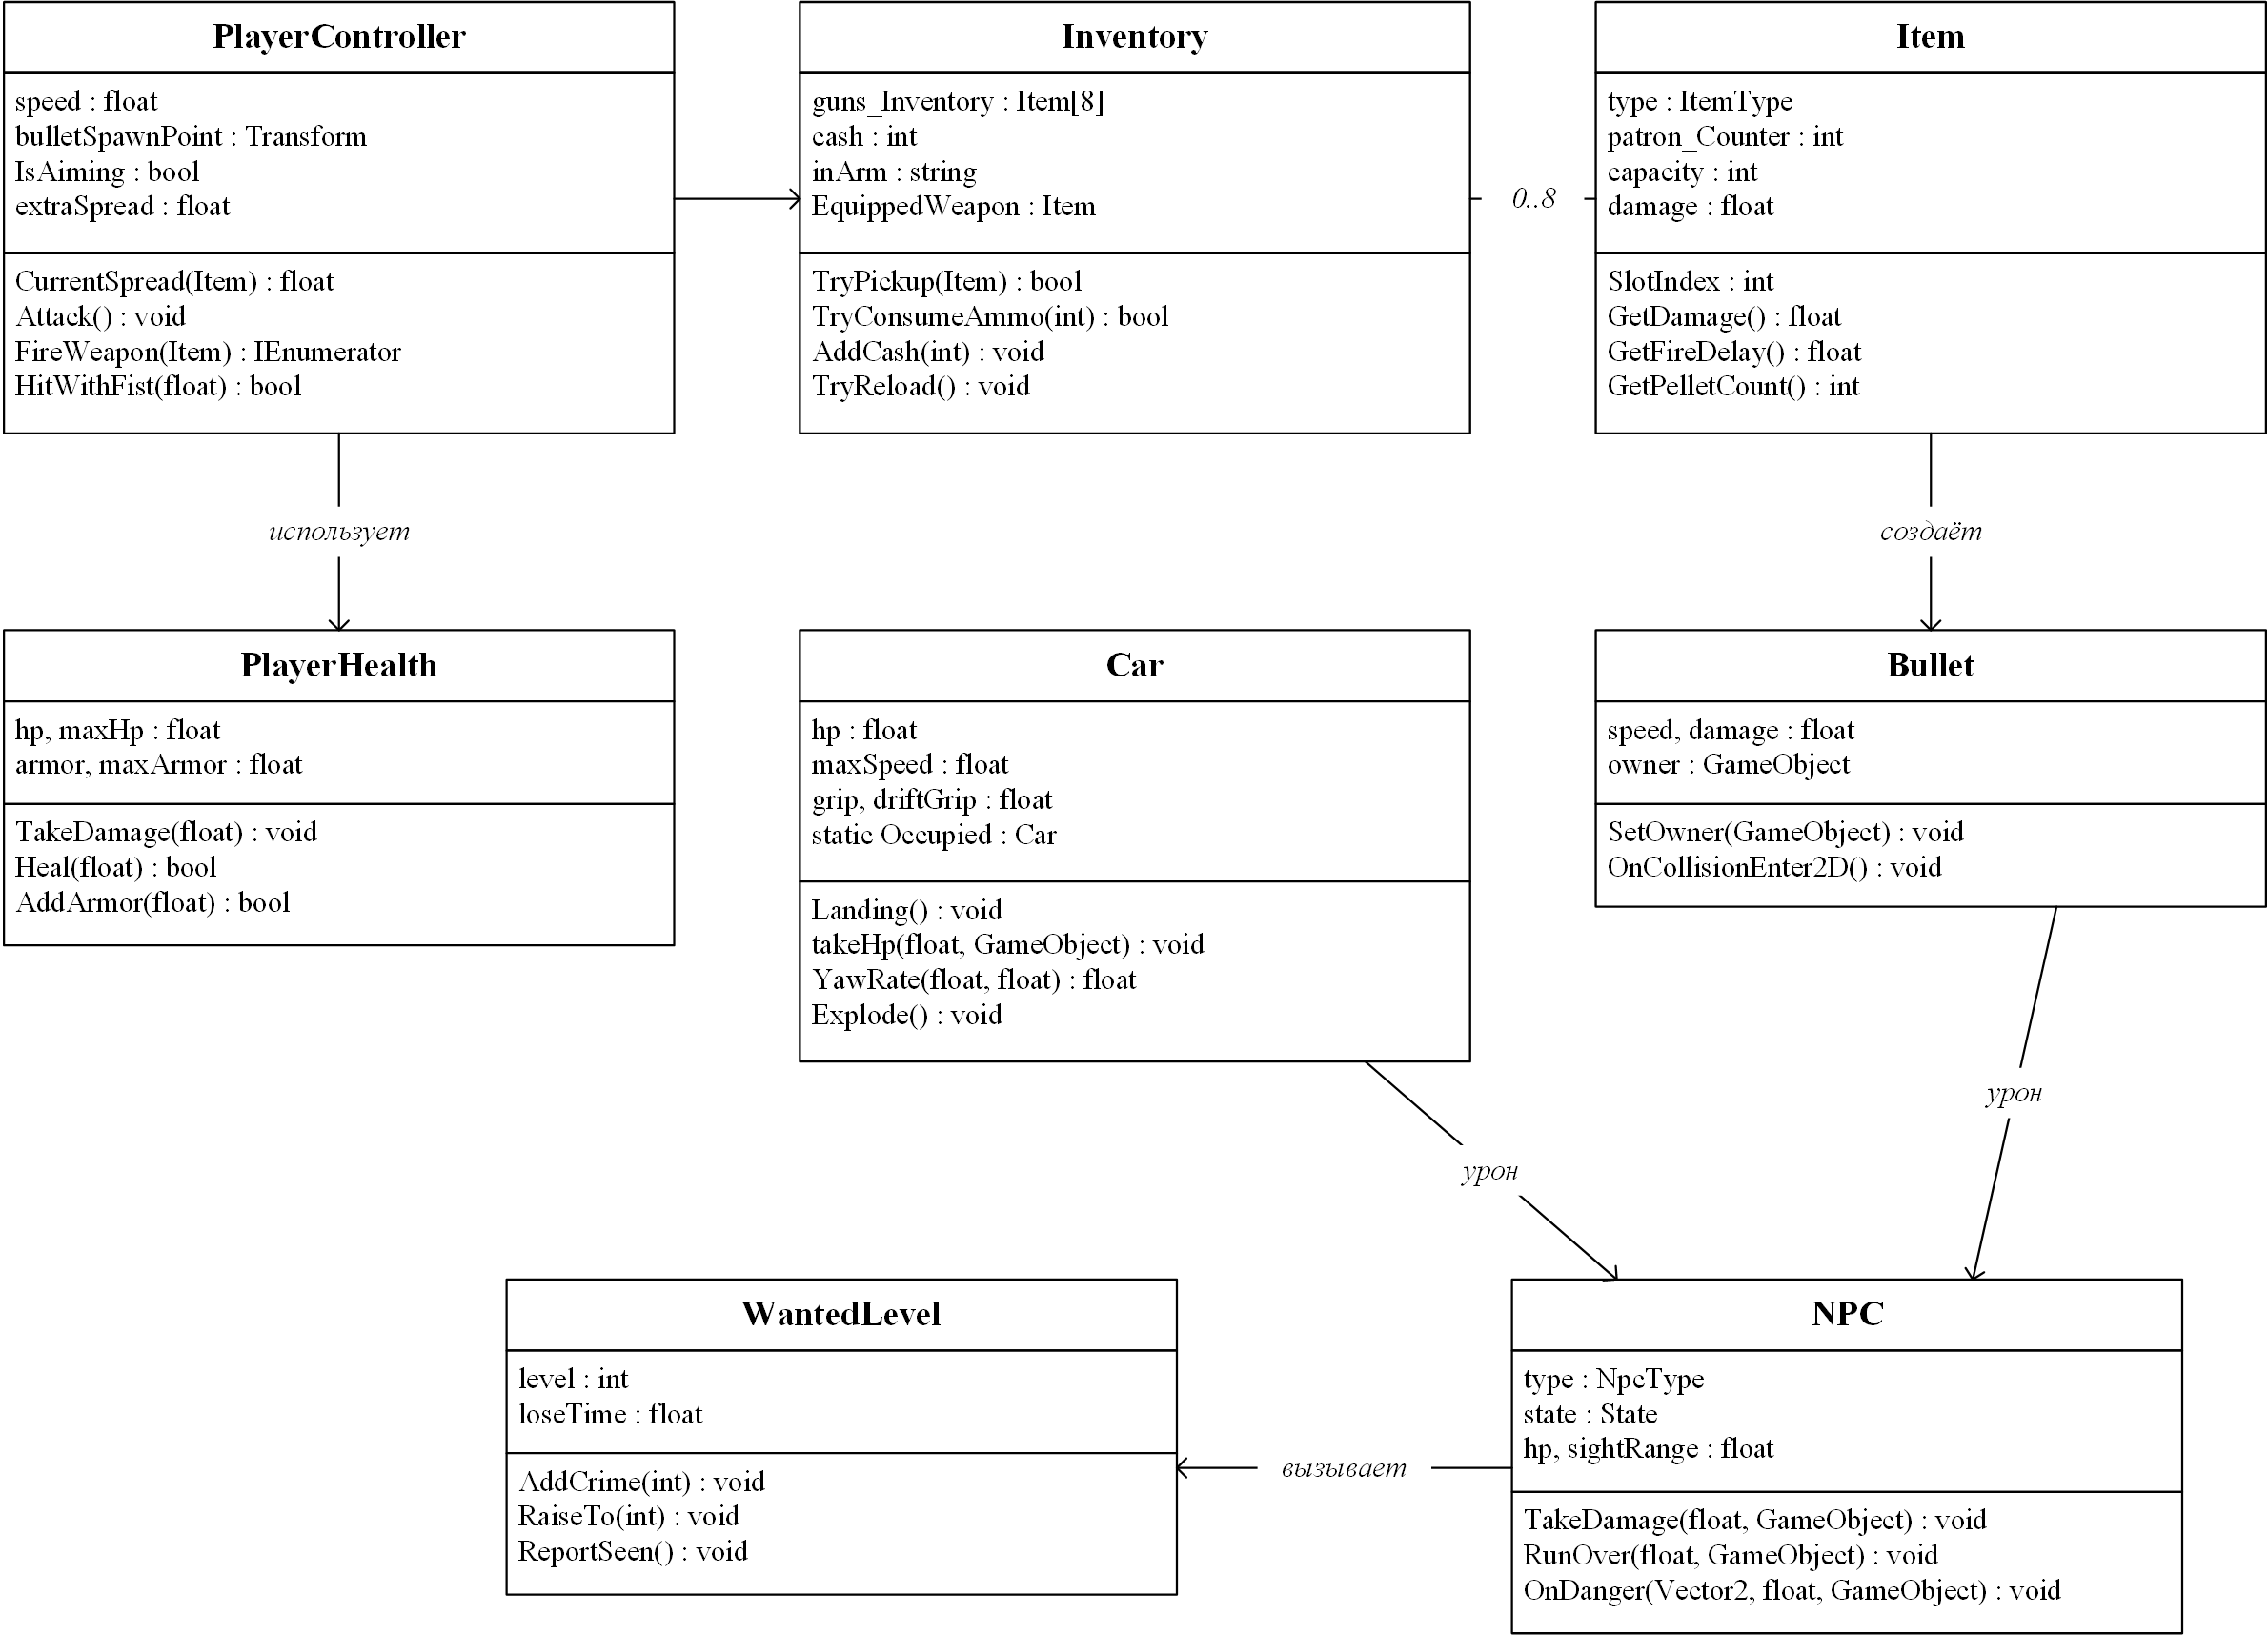 PlayerController
speed : float
bulletSpawnPoint : Transform
IsAiming : bool
extraSpread : float
CurrentSpread(Item) : float
Attack() : void
FireWeapon(Item) : IEnumerator
HitWithFist(float) : bool
Inventory
guns_Inventory : Item[8]
cash : int
inArm : string
EquippedWeapon : Item
TryPickup(Item) : bool
TryConsumeAmmo(int) : bool
AddCash(int) : void
TryReload() : void
0..8
Item
type : ItemType
patron_Counter : int
capacity : int
damage : float
SlotIndex : int
GetDamage() : float
GetFireDelay() : float
GetPelletCount() : int
использует
создаёт
PlayerHealth
hp, maxHp : float
armor, maxArmor : float
TakeDamage(float) : void
Heal(float) : bool
AddArmor(float) : bool
Car
hp : float
maxSpeed : float
grip, driftGrip : float
static Occupied : Car
Landing() : void
takeHp(float, GameObject) : void
YawRate(float, float) : float
Explode() : void
Bullet
speed, damage : float
owner : GameObject
SetOwner(GameObject) : void
OnCollisionEnter2D() : void
урон
урон
WantedLevel
level : int
loseTime : float
AddCrime(int) : void
RaiseTo(int) : void
ReportSeen() : void
вызывает
NPC
type : NpcType
state : State
hp, sightRange : float
TakeDamage(float, GameObject) : void
RunOver(float, GameObject) : void
OnDanger(Vector2, float, GameObject) : void